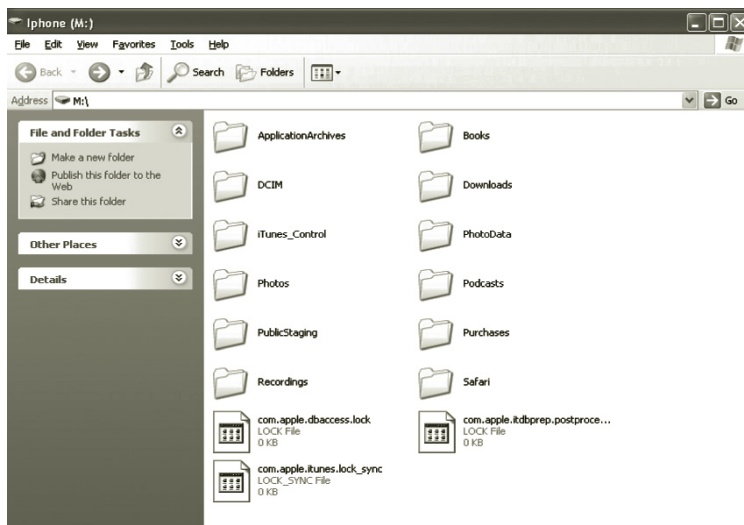 Iphone (M:)
File Edit View Favorites Tools Help
Back Search Folders
Address M:\ Go
File and Folder Tasks
Make a new folder
Publish this folder to the
Web
Share this folder
Other Places
Details
ApplicationArchives Books
DCIM Downloads
iTunes_Control PhotoData
Photos Podcasts
PublicStaging Purchases
Recordings Safari
com.apple.dbaccess.lock com.apple.itdbprep.postproce...
LOCK File LOCK File
0 KB 0 KB
com.apple.itunes.lock_sync
LOCK_SYNC File
0 KB